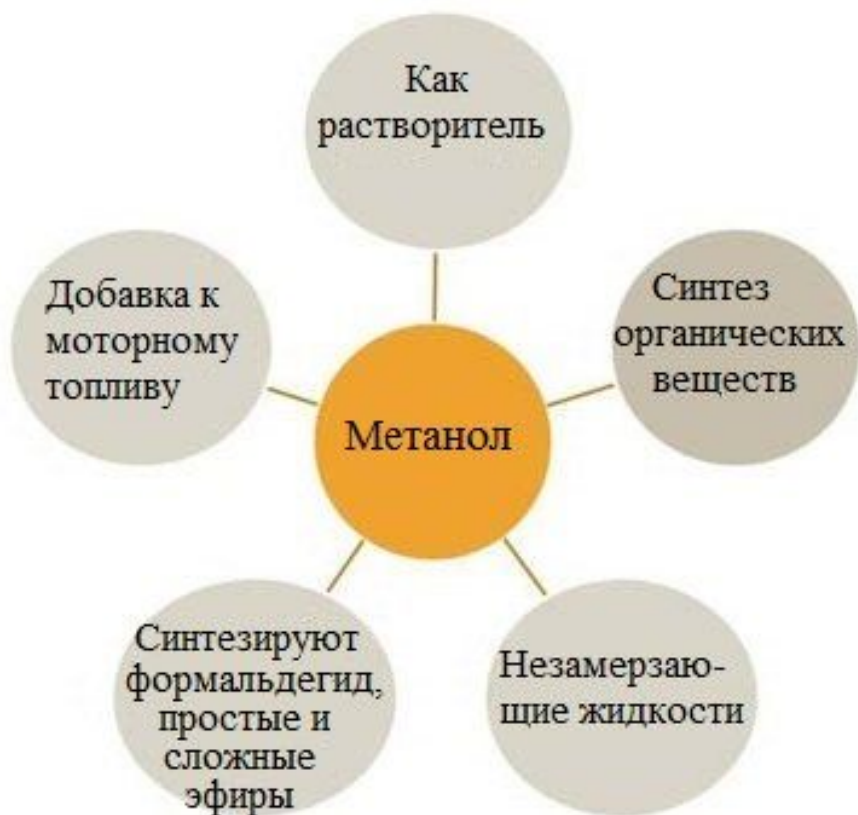 Как
растворитель
Добавка к
моторному
топливу
Синтез
органических
веществ
Метанол
Синтезируют
формальдегид,
простые и
сложные
эфиры
Незамерзаю-
щие жидкости